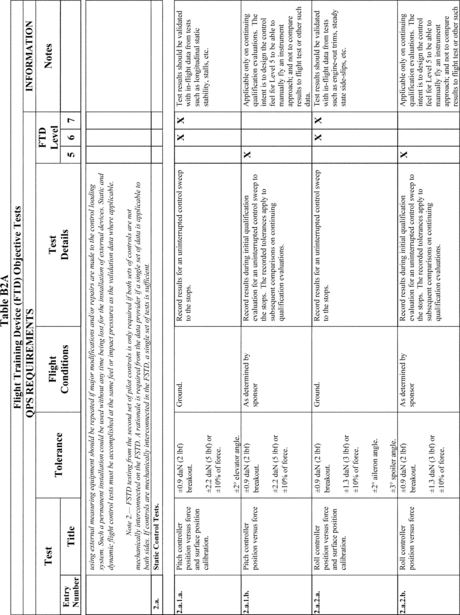 Table B2A
Flight Training Device (FTD) Objective Tests
QPS REQUIREMENTS
INFORMATION
Test
Tolerance
Flight
Conditions
Test
Details
FTD
Level
Notes
Entry
Number
Title
5 6 7
using external measuring equipment should be repeated if major modifications and/or repairs are made to the control loading
system. Such a permanent installation could be used without any time being lost for the installation of external devices. Static and
dynamic flight control tests must be accomplished at the same feel or impact pressures as the validation data where applicable.
Note 2.— FSTD testing from the second set of pilot controls is only required if both sets of controls are not
mechanically interconnected on the FSTD. A rationale is required from the data provider if a single set of data is applicable to
both sides. If controls are mechanically interconnected in the FSTD, a single set of tests is sufficient.
2.a.
Static Control Tests.
2.a.1.a.
Pitch controller
position versus force
and surface position
calibration.
±0.9 daN (2 lbf)
breakout.
±2.2 daN (5 lbf) or
±10% of force.
±2° elevator angle.
Ground.
Record results for an uninterrupted control sweep
to the stops.
X X
Test results should be validated
with in-flight data from tests
such as longitudinal static
stability, stalls, etc.
2.a.1.b.
Pitch controller
position versus force
±0.9 daN (2 lbf)
breakout.
±2.2 daN (5 lbf) or
±10% of force.
As determined by
sponsor
Record results during initial qualification
evaluation for an uninterrupted control sweep to
the stops. The recorded tolerances apply to
subsequent comparisons on continuing
qualification evaluations.
X
Applicable only on continuing
qualification evaluations. The
intent is to design the control
feel for Level 5 to be able to
manually fly an instrument
approach; and not to compare
results to flight test or other such
data.
2.a.2.a.
Roll controller
position versus force
and surface position
calibration.
±0.9 daN (2 lbf)
breakout.
±1.3 daN (3 lbf) or
±10% of force.
±2° aileron angle.
±3° spoiler angle.
Ground.
Record results for an uninterrupted control sweep
to the stops.
X X
Test results should be validated
with in-flight data from tests
such as engine-out trims, steady
state side-slips, etc.
2.a.2.b.
Roll controller
position versus force
±0.9 daN (2 lbf)
breakout.
±1.3 daN (3 lbf) or
±10% of force.
As determined by
sponsor
Record results during initial qualification
evaluation for an uninterrupted control sweep to
the stops. The recorded tolerances apply to
subsequent comparisons on continuing
qualification evaluations.
X
Applicable only on continuing
qualification evaluations. The
intent is to design the control
feel for Level 5 to be able to
manually fly an instrument
approach; and not to compare
results to flight test or other such